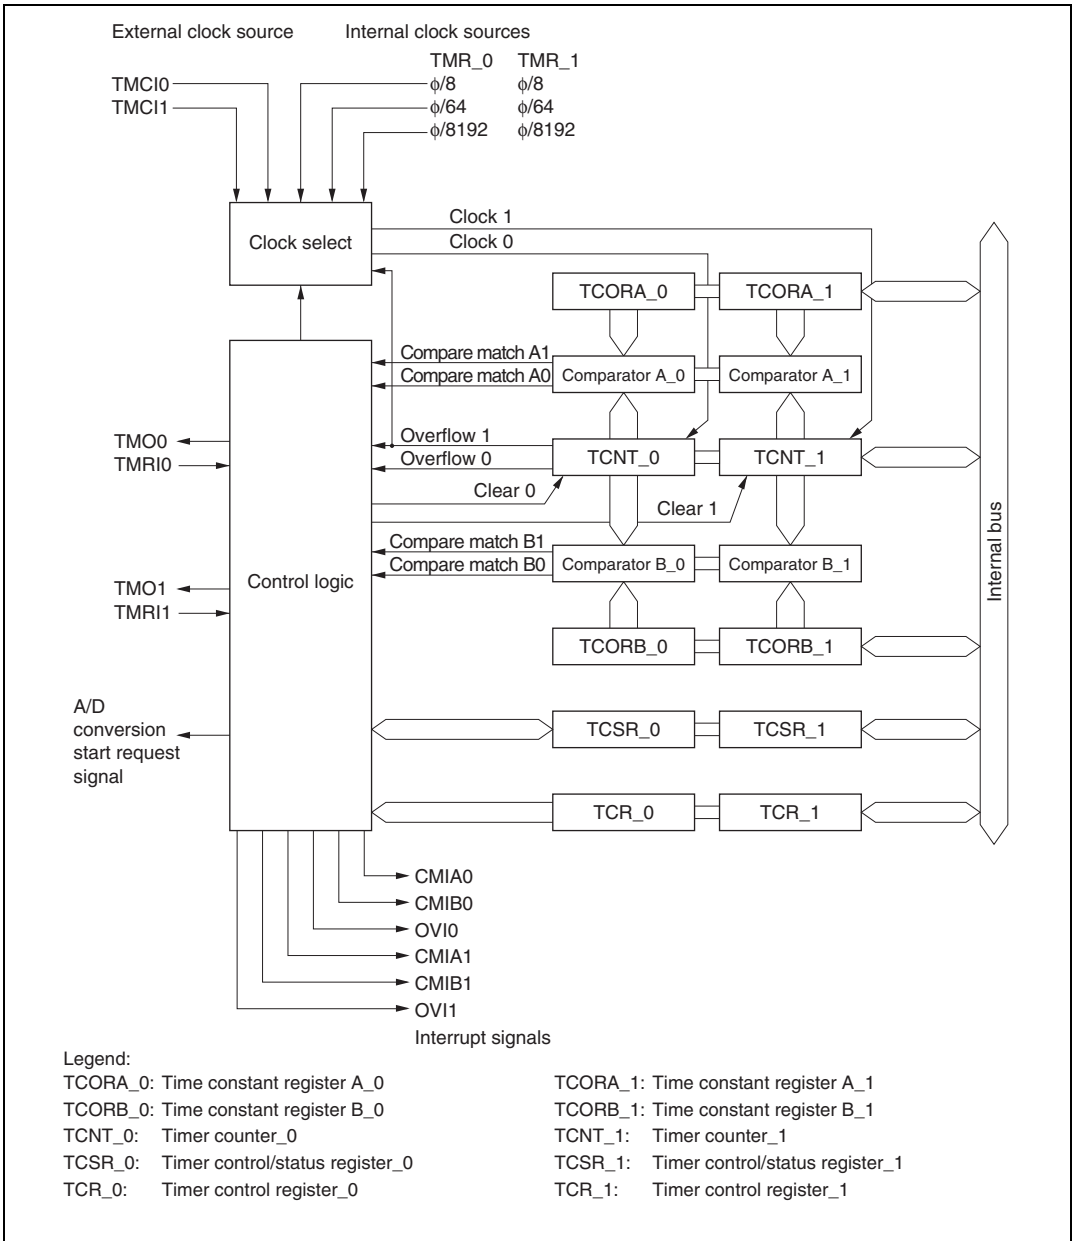 External clock source
Internal clock sources
TMR_0 TMR_1
TMCI0
φ/8 φ/8
TMCI1
φ/64 φ/64
φ/8192 φ/8192
Clock select
Clock 1
Clock 0
TCORA_0
TCORA_1
Compare match A1
Compare match A0
Comparator A_0
Comparator A_1
TMO0
TMRI0
Overflow 1
Overflow 0
TCNT_0
TCNT_1
Clear 0
Clear 1
Internal bus
Compare match B1
Compare match B0
Comparator B_0
Comparator B_1
Control logic
TMO1
TMRI1
TCORB_0
TCORB_1
A/D
conversion
start request
signal
TCSR_0
TCSR_1
TCR_0
TCR_1
CMIA0
CMIB0
OVI0
CMIA1
CMIB1
OVI1
Interrupt signals
Legend:
TCORA_0: Time constant register A_0
TCORB_0: Time constant register B_0
TCNT_0: Timer counter_0
TCSR_0: Timer control/status register_0
TCR_0: Timer control register_0
TCORA_1: Time constant register A_1
TCORB_1: Time constant register B_1
TCNT_1: Timer counter_1
TCSR_1: Timer control/status register_1
TCR_1: Timer control register_1